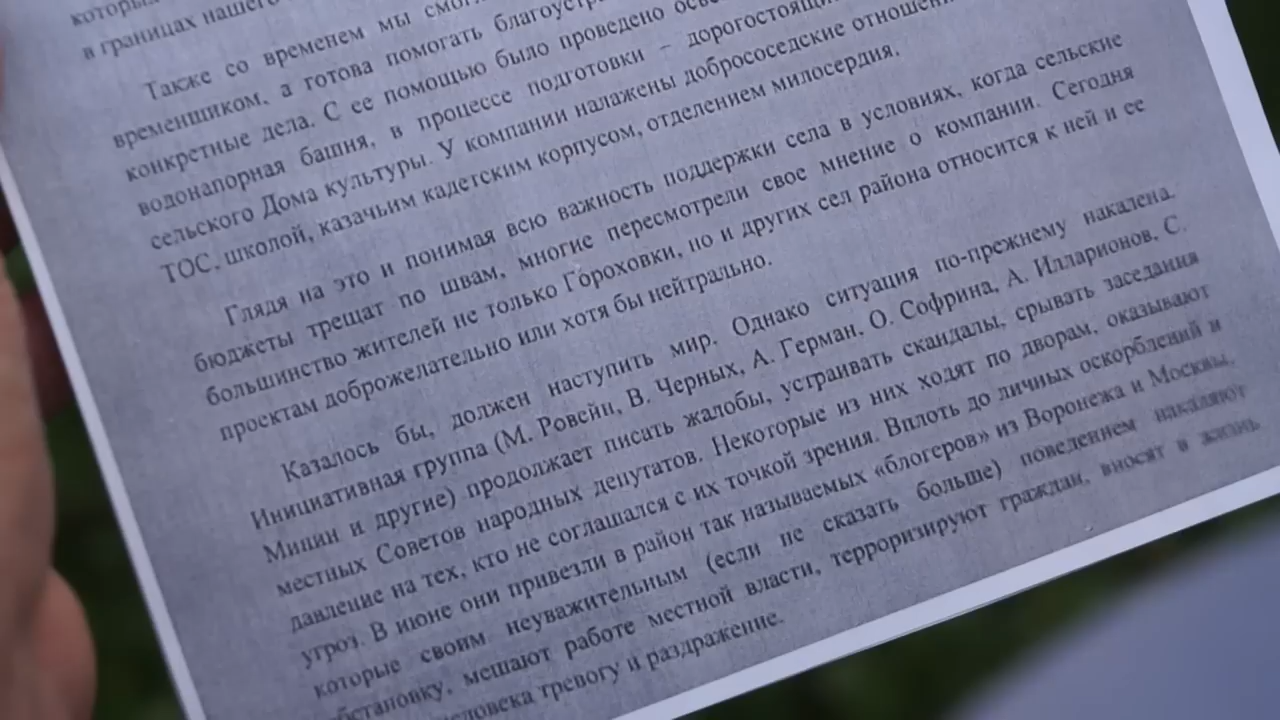 в границах нашего
Также со временем мы
временщиком, а готова помогать
конкретные дела. С ее помощью было проведено
водонапорная башня, в процессе подготовки –
сельского Дома культуры. У компании налажены добрососедские
ТОС, школой, казачьим кадетским корпусом, отделением милосердия.
Глядя на это и понимая всю важность поддержки села в условиях, когда сельские
бюджеты трещат по швам, многие пересмотрели свое мнение о компании. Сегодня
большинство жителей не только Гороховки, но и других сел района относится к ней и ее
проектам доброжелательно или хотя бы нейтрально.
Казалось бы, должен наступить мир. Однако ситуация по-прежнему накалена.
Инициативная группа (М. Ровейн, В. Черных, А. Герман, О. Софрина, А. Илларионов, С.
Минин и другие) продолжает писать жалобы, устраивать скандалы, срывать заседания
местных Советов народных депутатов. Некоторые из них ходят по дворам, оказывают
давление на тех, кто не соглашался с их точкой зрения. Вплоть до личных оскорблений и
угроз. В июне они привезли в район так называемых «блогеров» из Воронежа и Москвы,
которые своим неуважительным (если не сказать больше) поведением накаляют
мешают работе местной власти, терроризируют граждан, вносят в жизнь
тревогу и раздражение.